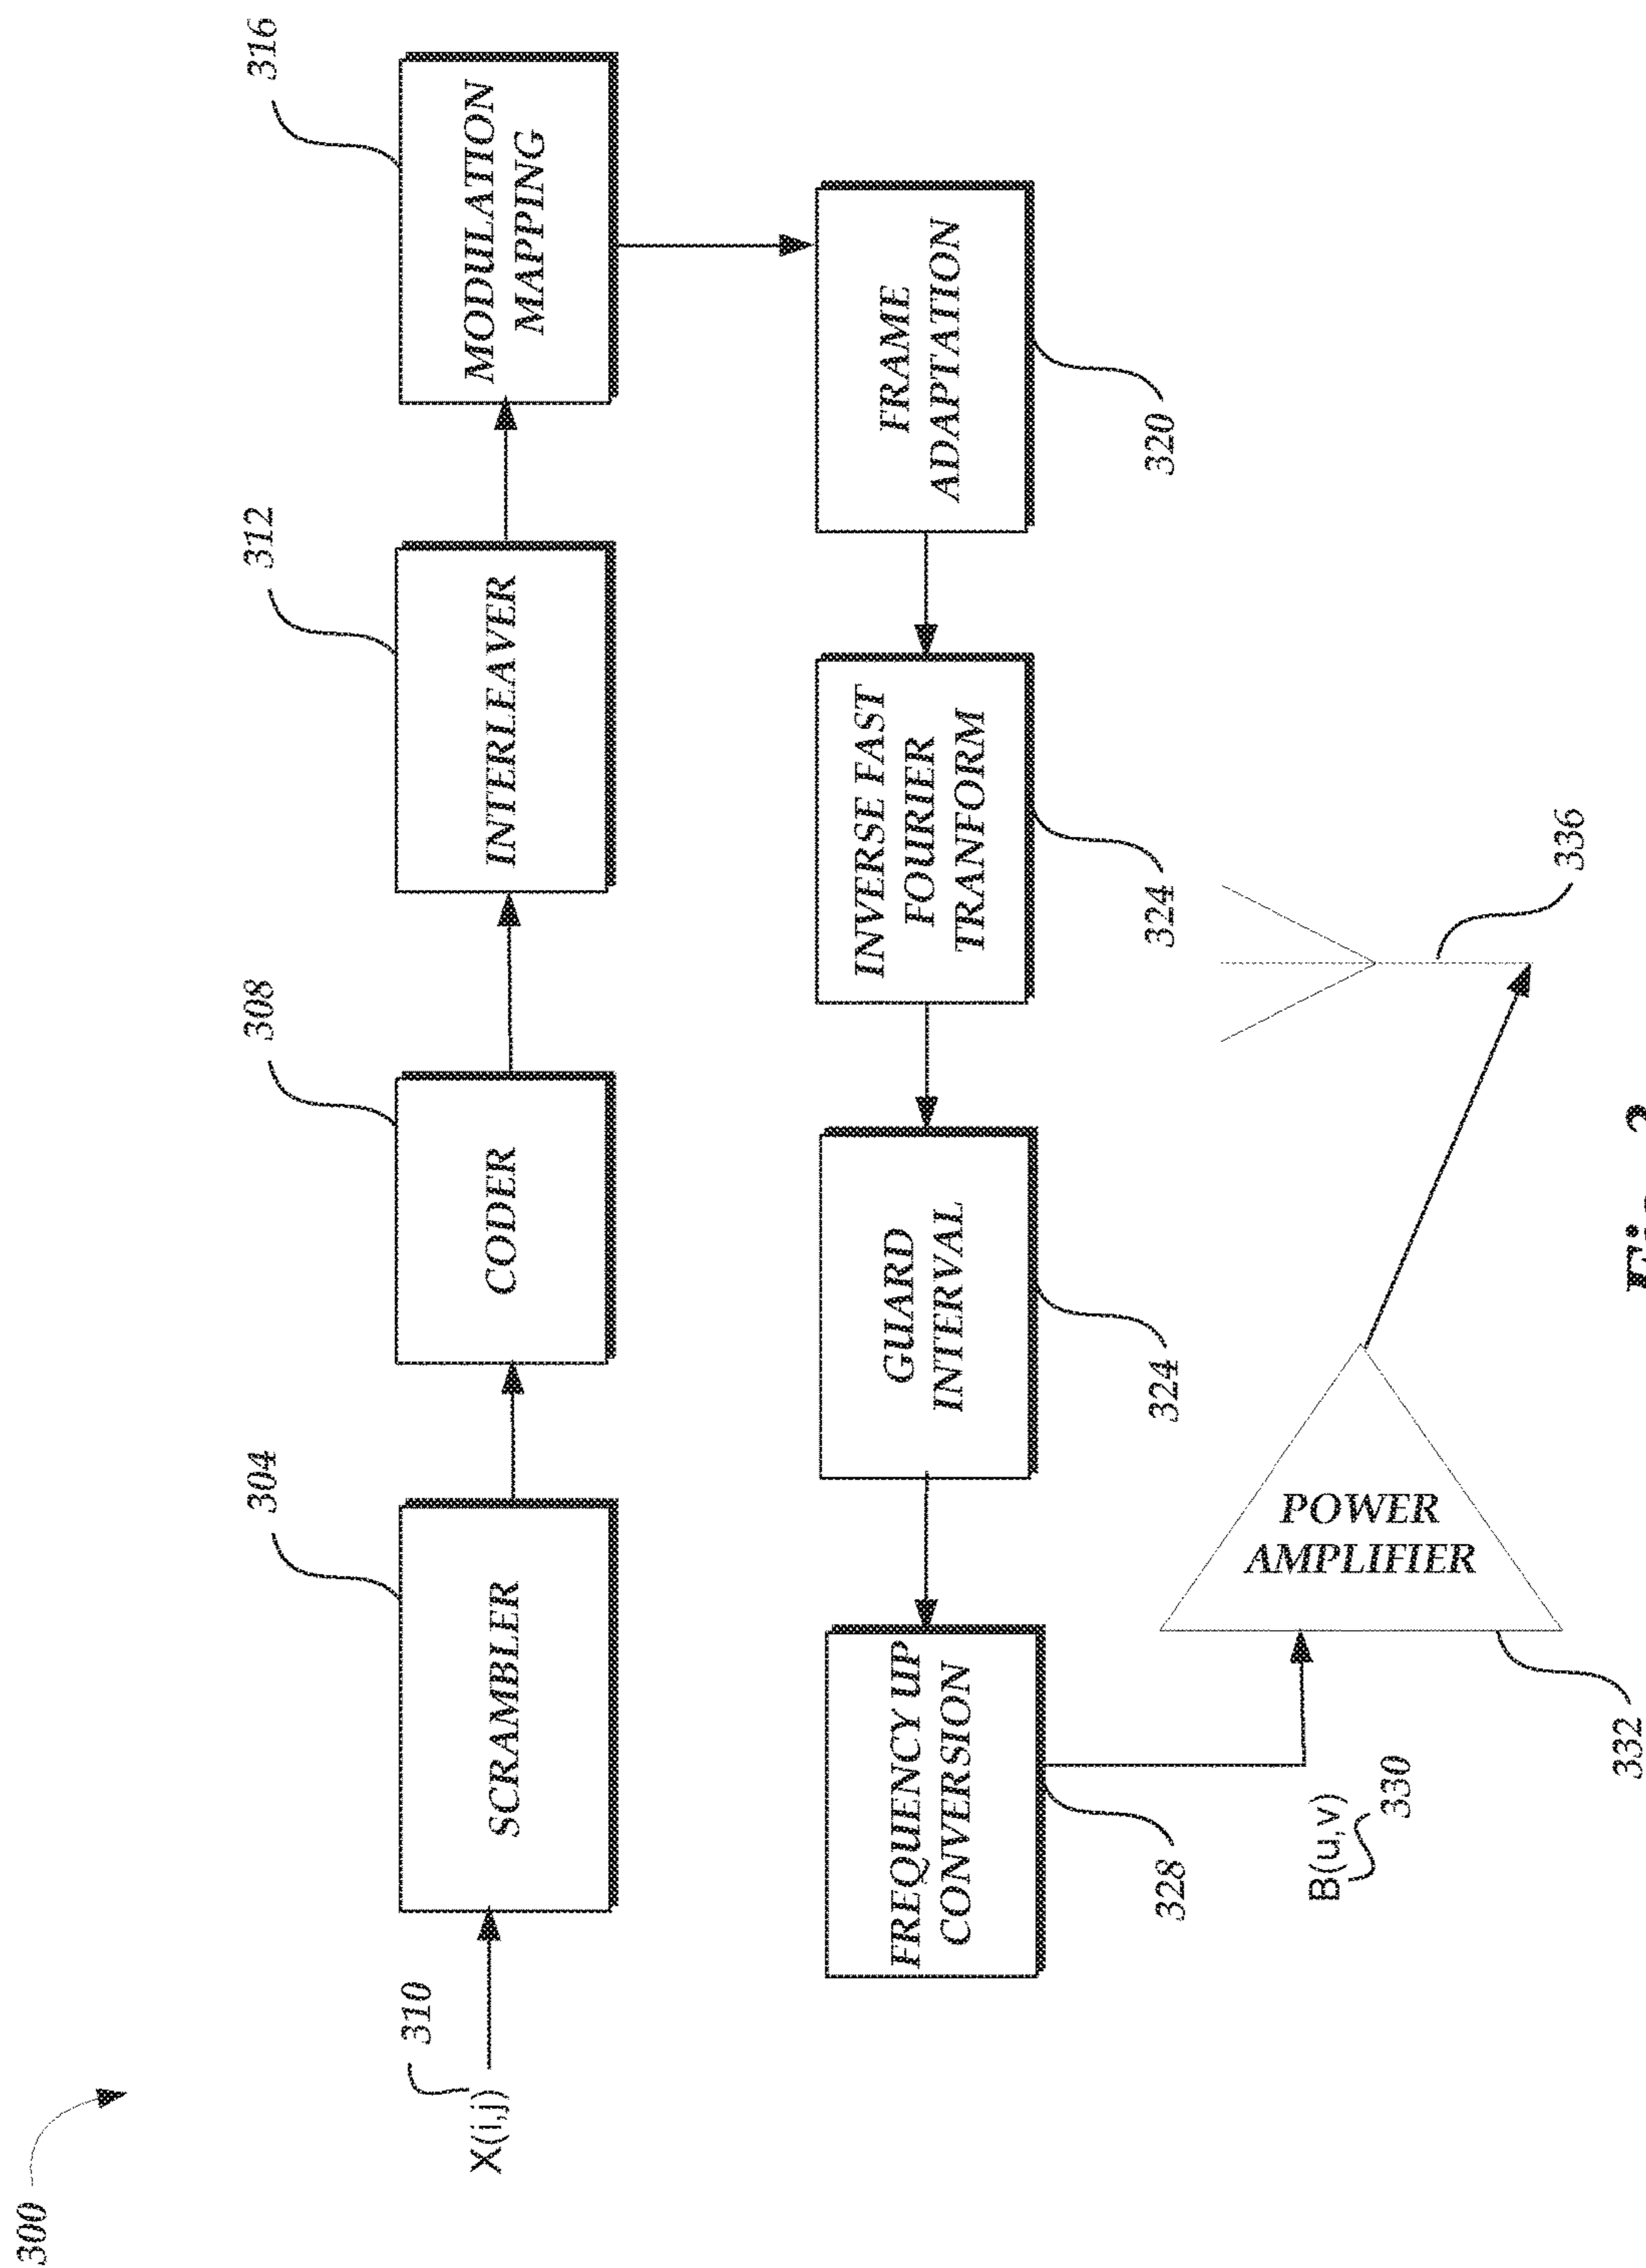 300
X(i,j)
310
SCRAMBLER
304
CODER
308
INTERLEAVER
312
MODULATION
MAPPING
316
FRAME
ADAPTATION
320
INVERSE FAST
FOURIER
TRANFORM
324
GUARD
INTERVAL
324
FREQUENCY UP
CONVERSION
328
B(u,v)
330
POWER
AMPLIFIER
332
336